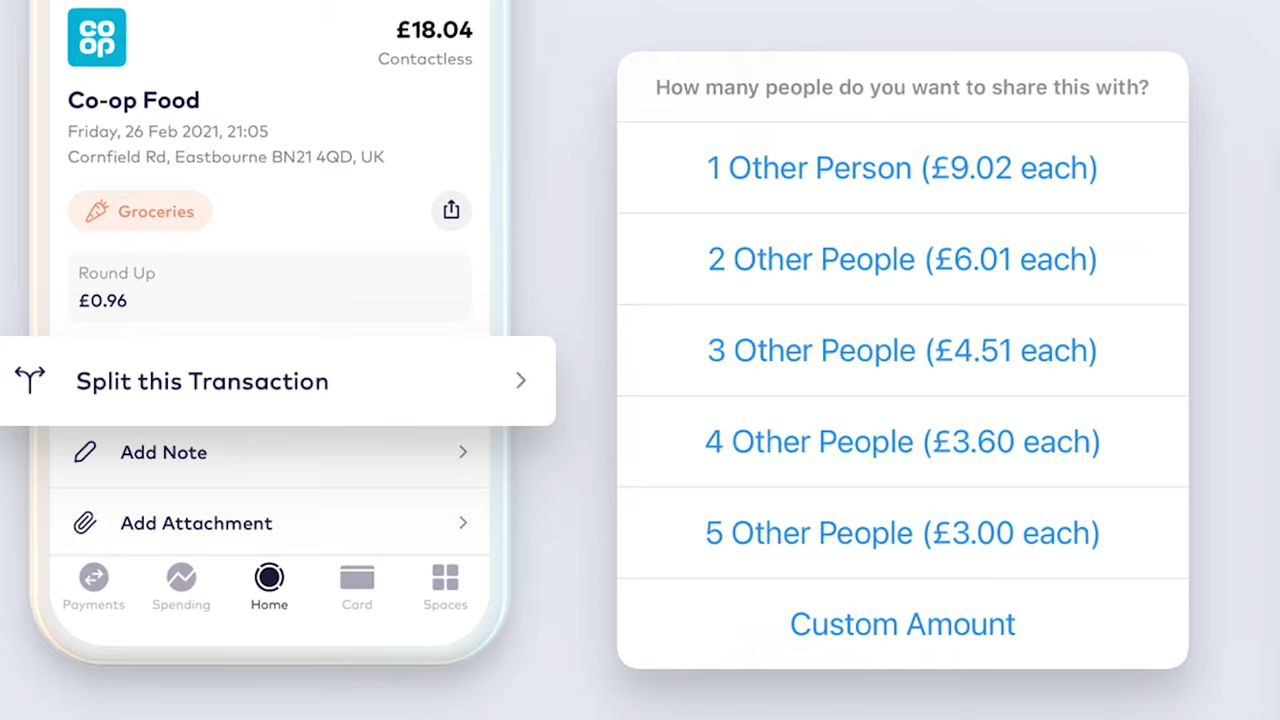 co
op
£18.04
Contactless
Co-op Food
Friday, 26 Feb 2021, 21:05
Cornfield Rd, Eastbourne BN21 4QD, UK
Groceries
Round Up
£0.96
Split this Transaction
Add Note
Add Attachment
Payments
Spending
Home
Card
Spaces
How many people do you want to share this with?
1 Other Person (£9.02 each)
2 Other People (£6.01 each)
3 Other People (£4.51 each)
4 Other People (£3.60 each)
5 Other People (£3.00 each)
Custom Amount